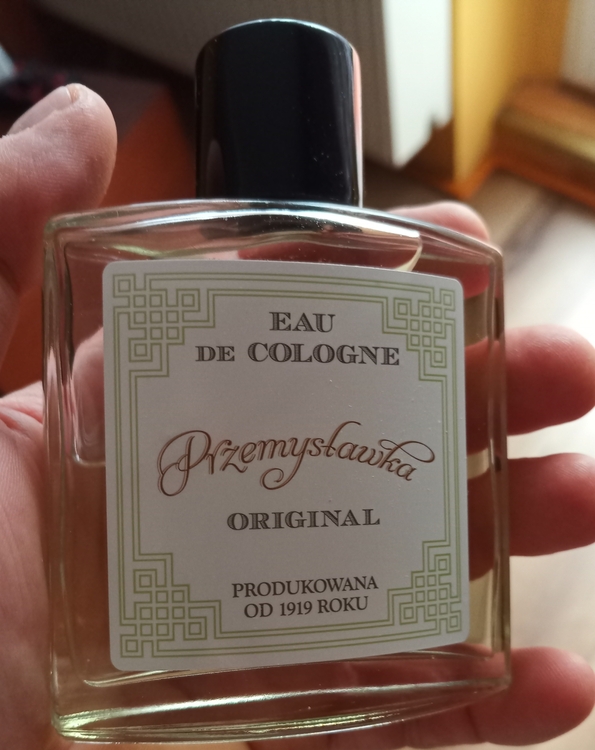 EAU
DE COLOGNE
Przemysławka
ORIGINAL
PRODUKOWANA
OD 1919 ROKU